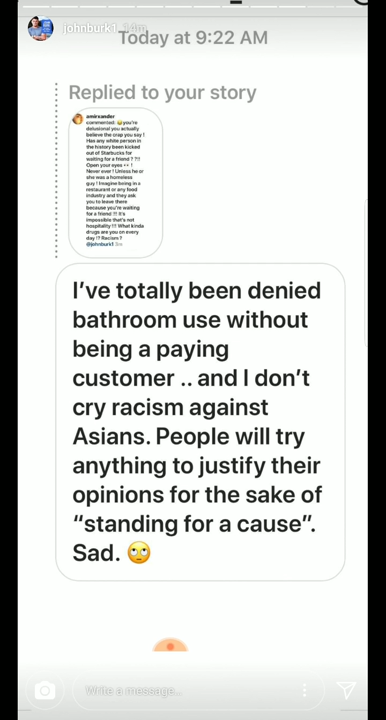 johnburk1 14m
Today at 9:22 AM
Replied to your story
amirxander
commented: 😂you're
delusional you actually
believe the crap you say !
Has any white person in
the history been kicked
out of Starbucks for
waiting for a friend ? ?!!
Open your eyes 👀 !
Never ever ! Unless he or
she was a homeless
guy ! Imagine being in a
restaurant or any food
industry and they ask
you to leave there
because you're waiting
for a friend !!! It's
impossible that's not
hospitality !!! What kinda
drugs are you on every
day !? Racism ?
@johnburk1 3m
I've totally been denied
bathroom use without
being a paying
customer .. and I don't
cry racism against
Asians. People will try
anything to justify their
opinions for the sake of
“standing for a cause”.
Sad. 🙄
Write a message...